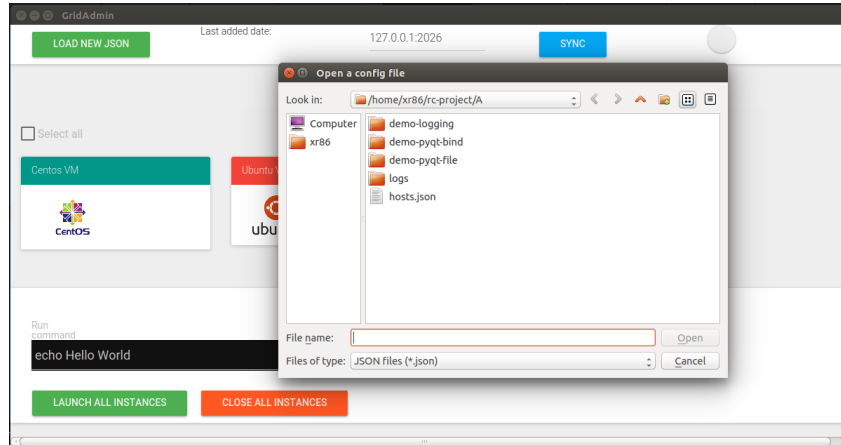 GridAdmin
LOAD NEW JSON
Last added date:
127.0.0.1:2026
SYNC
Open a config file
Look in:
/home/xr86/rc-project/A
Computer
xr86
demo-logging
demo-pyqt-bind
demo-pyqt-file
logs
hosts.json
Select all
Centos VM
CentOS
Ubuntu
ubu
File name:
Open
Files of type:
JSON files (*.json)
Cancel
Run
command
echo Hello World
LAUNCH ALL INSTANCES
CLOSE ALL INSTANCES